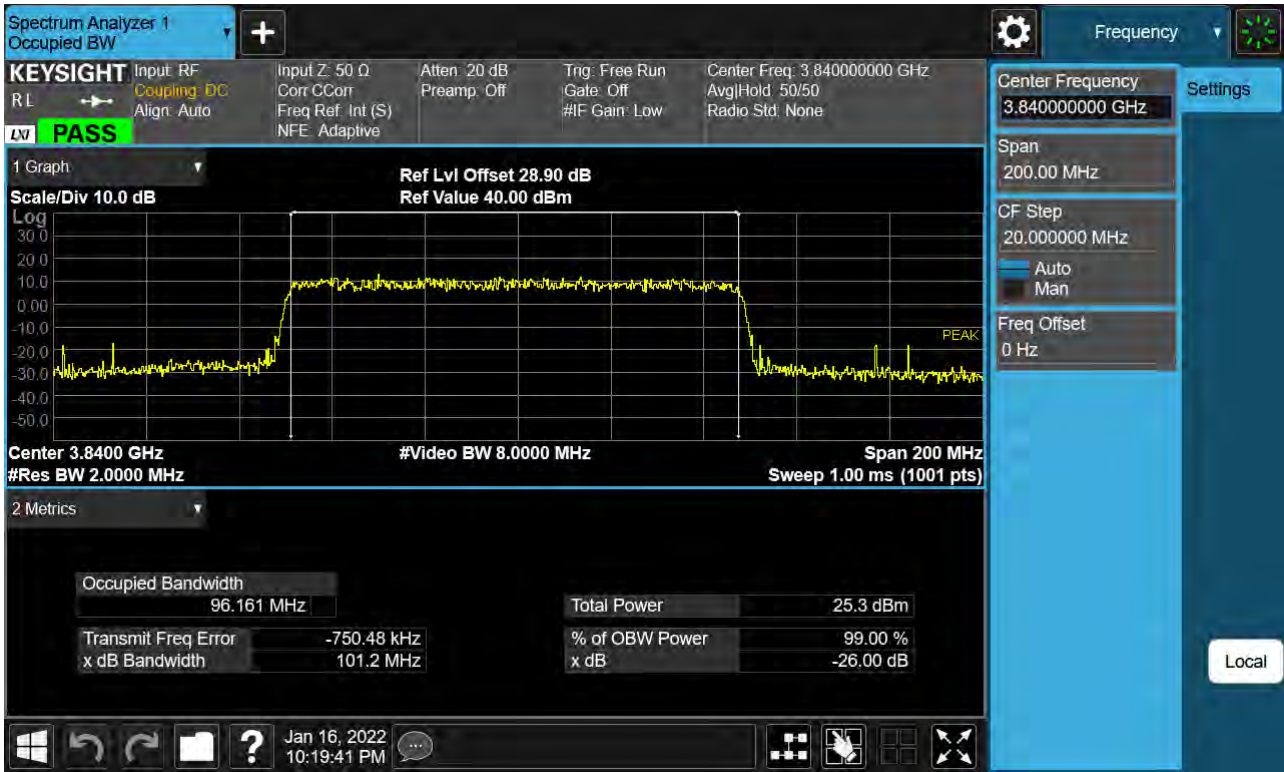 Spectrum Analyzer 1
Occupied BW
+
Frequency
KEYSIGHT
RL
LXI
PASS
Input: RF
Coupling: DC
Align: Auto
Input Z: 50 Ω
Corr CCorr
Freq Ref: Int (S)
NFE: Adaptive
Atten: 20 dB
Preamp: Off
Trig: Free Run
Gate: Off
#IF Gain: Low
Center Freq: 3.840000000 GHz
Avg|Hold: 50/50
Radio Std: None
1 Graph
Scale/Div 10.0 dB
Ref Lvl Offset 28.90 dB
Ref Value 40.00 dBm
Log
30.0
20.0
10.0
0.00
-10.0
-20.0
-30.0
-40.0
-50.0
PEAK
Center 3.8400 GHz
#Video BW 8.0000 MHz
Span 200 MHz
#Res BW 2.0000 MHz
Sweep 1.00 ms (1001 pts)
2 Metrics
Occupied Bandwidth
96.161 MHz
Transmit Freq Error -750.48 kHz
x dB Bandwidth 101.2 MHz
Total Power 25.3 dBm
% of OBW Power 99.00 %
x dB -26.00 dB
Center Frequency
3.840000000 GHz
Span
200.00 MHz
CF Step
20.000000 MHz
Auto
Man
Freq Offset
0 Hz
Settings
Local
?
Jan 16, 2022
10:19:41 PM